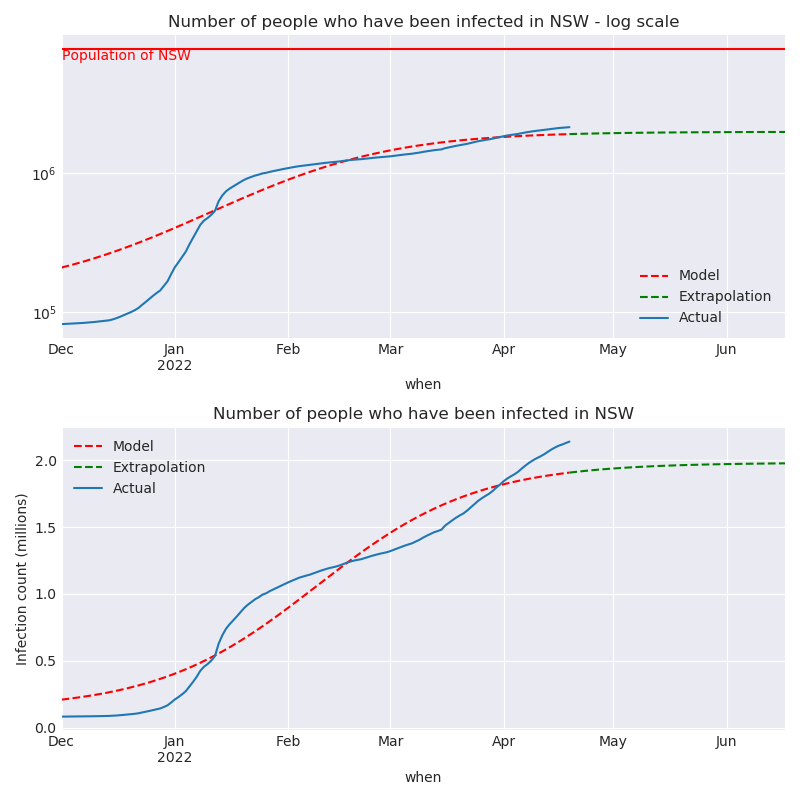 Number of people who have been infected in NSW - log scale
Population of NSW
10^6
10^5
Model
Extrapolation
Actual
Dec Jan Feb Mar Apr May Jun
2022
when
Number of people who have been infected in NSW
Infection count (millions)
2.0
1.5
1.0
0.5
0.0
Model
Extrapolation
Actual
Dec Jan Feb Mar Apr May Jun
2022
when